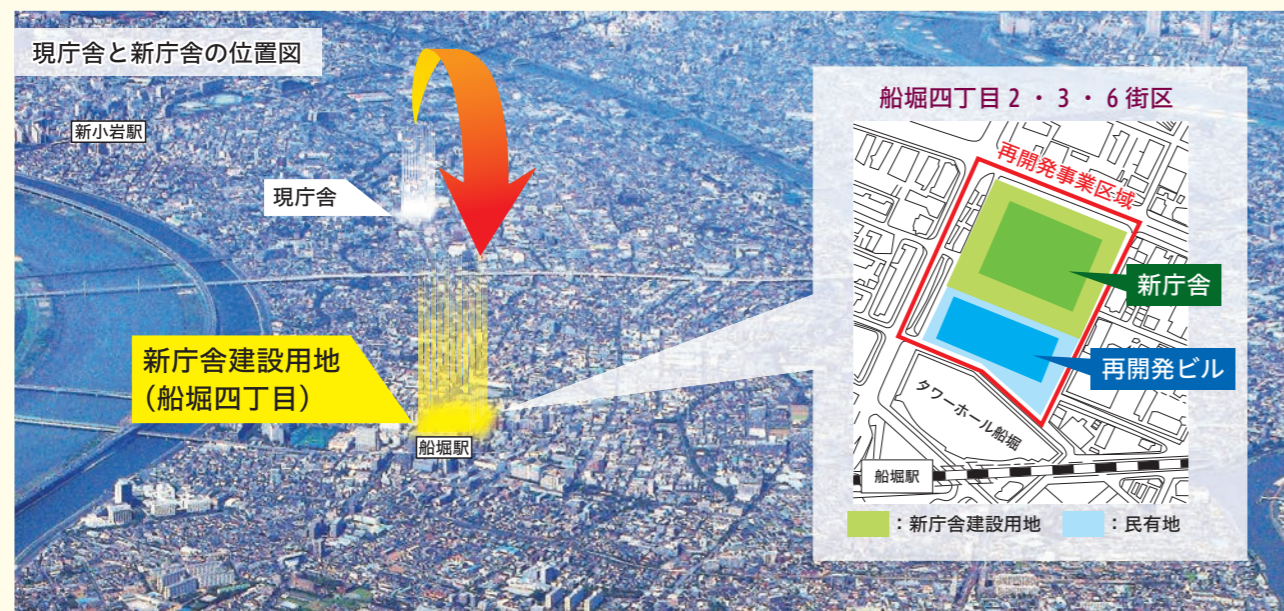 現庁舎と新庁舎の位置図
新小岩駅
現庁舎
新庁舎建設用地
（船堀四丁目）
船堀駅
船堀四丁目2・3・6街区
再開発事業区域
新庁舎
再開発ビル
タワーホール船堀
船堀駅
：新庁舎建設用地
：民有地